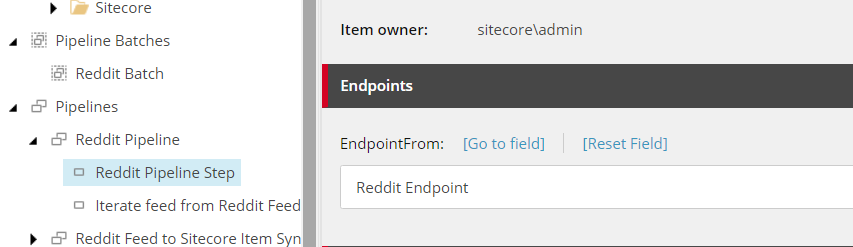 Sitecore
Pipeline Batches
Reddit Batch
Pipelines
Reddit Pipeline
Reddit Pipeline Step
Iterate feed from Reddit Feed
Reddit Feed to Sitecore Item Syn
Item owner: sitecore\admin
Endpoints
EndpointFrom: [Go to field] [Reset Field]
Reddit Endpoint